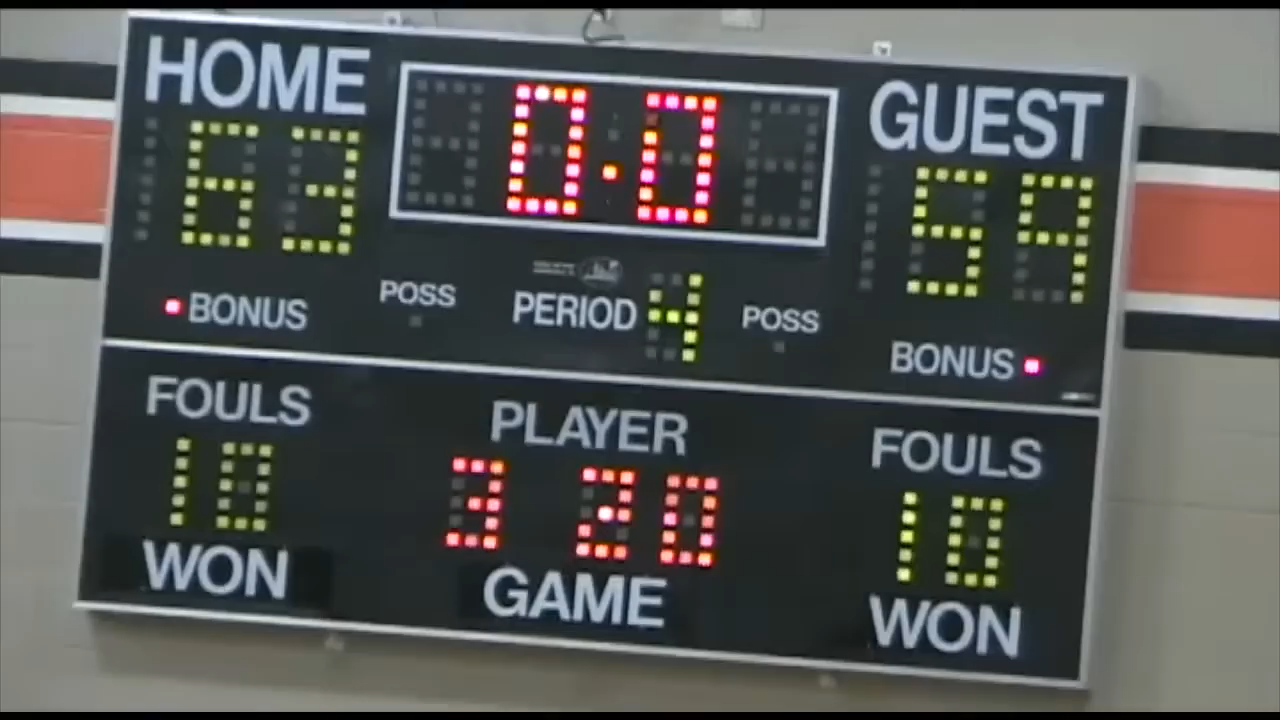 HOME
0.0
GUEST
63
59
BONUS
POSS
PERIOD 4
POSS
BONUS
FOULS
PLAYER
FOULS
10
3 20
10
WON
GAME
WON